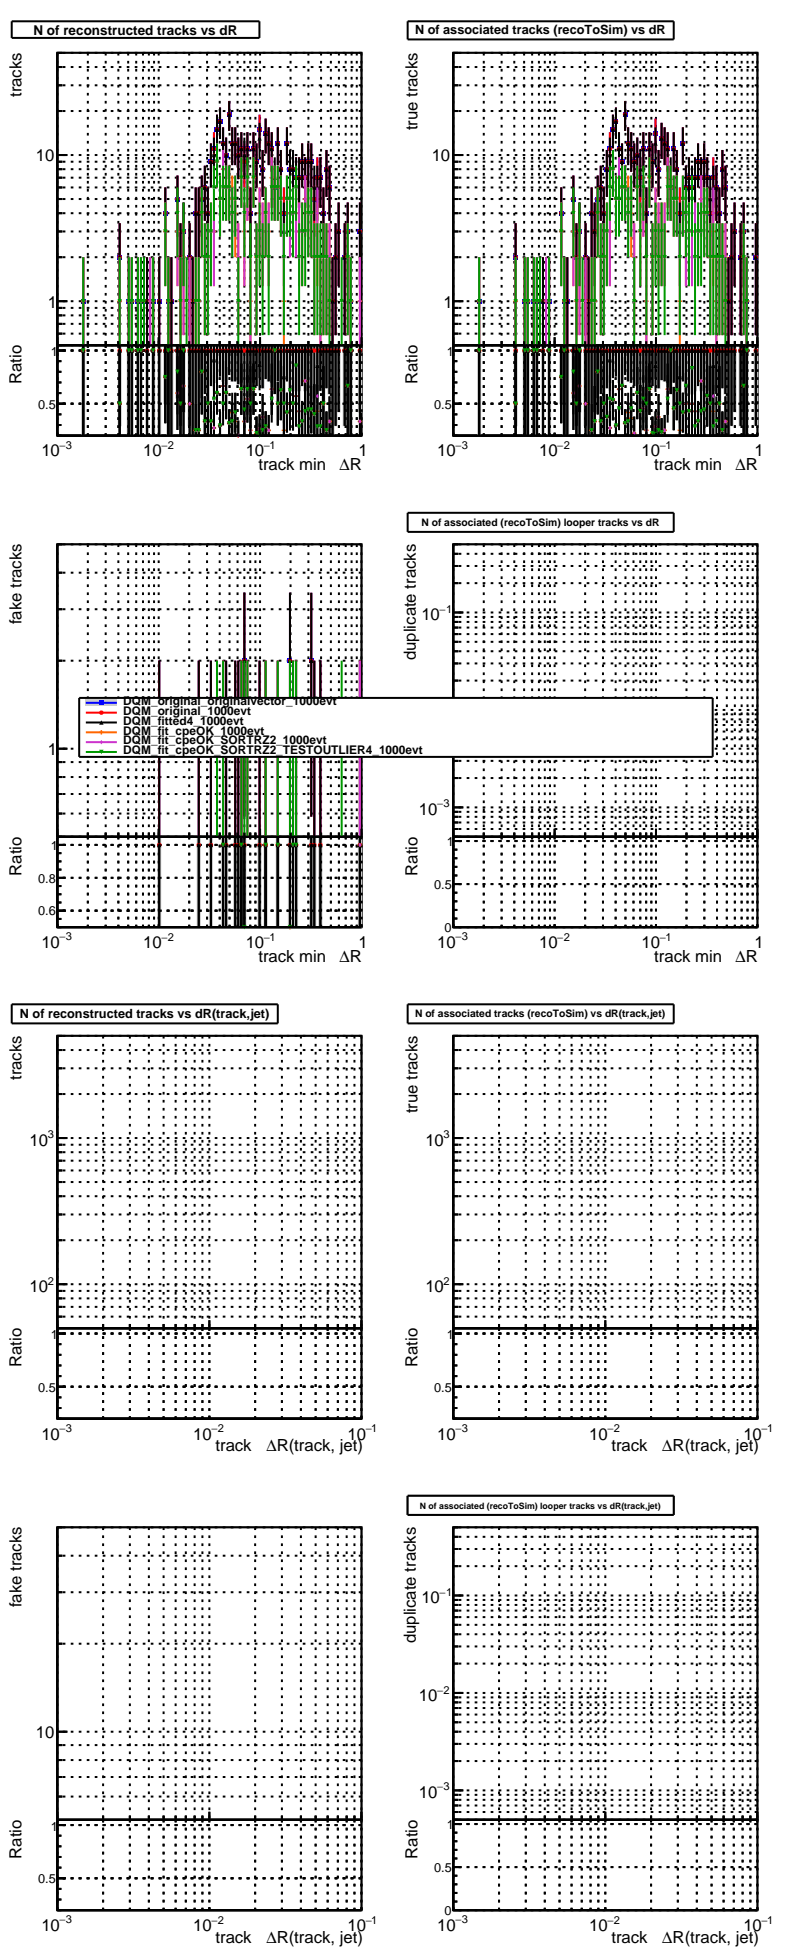 N of reconstructed tracks vs dR
N of associated tracks (recoToSim) vs dR
tracks
10
1
Ratio
1
0.5
10−3
10−2
10−1
1
track min ΔR
true tracks
10
1
Ratio
1
0.5
10−3
10−2
10−1
1
track min ΔR
N of associated (recoToSim) looper tracks vs dR
fake tracks
1
Ratio
1
0.8
0.6
10−3
10−2
10−1
1
track min ΔR
duplicate tracks
10−1
10−3
Ratio
1
0.5
0
10−3
10−2
10−1
1
track min ΔR
DQM_original_originalvector_1000evt
DQM_original_1000evt
DQM_fitted4_1000evt
DQM_fit_cpeOK_1000evt
DQM_fit_cpeOK_SORTRZ2_1000evt
DQM_fit_cpeOK_SORTRZ2_TESTOUTLIER4_1000evt
N of reconstructed tracks vs dR(track,jet)
N of associated tracks (recoToSim) vs dR(track,jet)
tracks
103
102
Ratio
1
0.5
10−3
10−2
10−1
track ΔR(track, jet)
true tracks
103
102
Ratio
1
0.5
10−3
10−2
10−1
track ΔR(track, jet)
N of associated (recoToSim) looper tracks vs dR(track,jet)
fake tracks
10
Ratio
1
0.5
10−3
10−2
10−1
track ΔR(track, jet)
duplicate tracks
10−1
10−2
10−3
Ratio
1
0.5
0
10−3
10−2
10−1
track ΔR(track, jet)